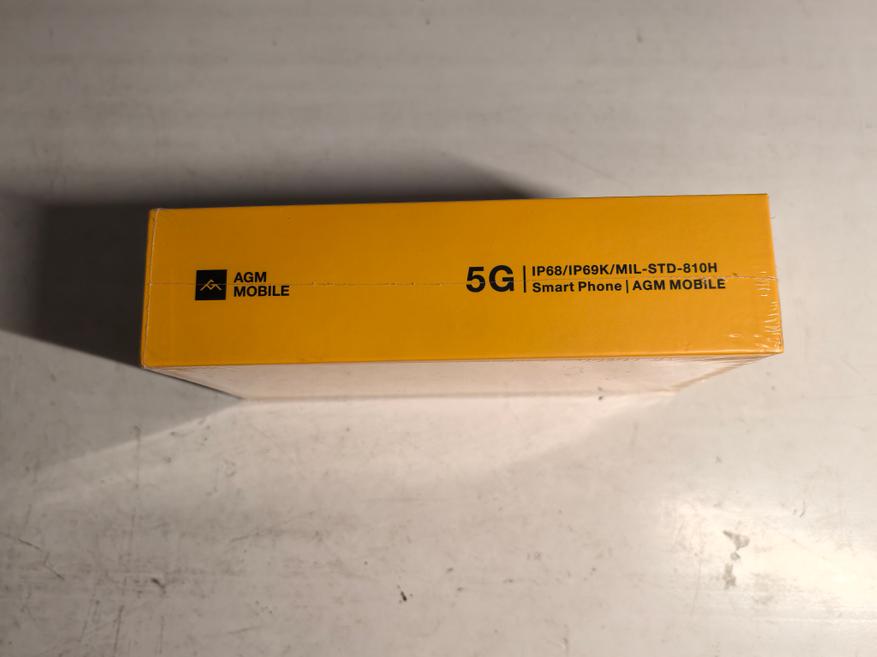 AGM
MOBILE
5G
IP68/IP69K/MIL-STD-810H
Smart Phone | AGM MOBILE